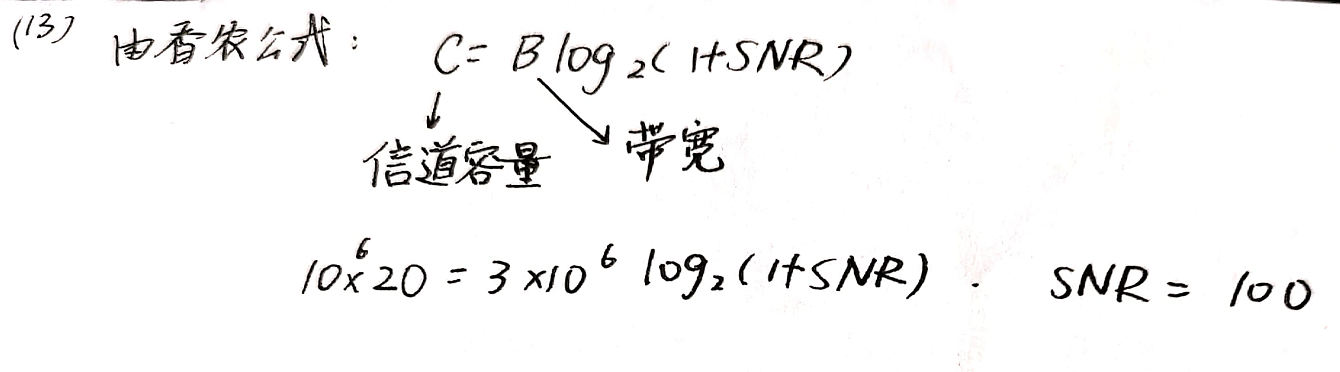 (13) 由香农公式: C= B log₂(1+SNR)
信道容量 带宽
10⁶×20 = 3×10⁶ log₂(1+SNR). SNR= 100